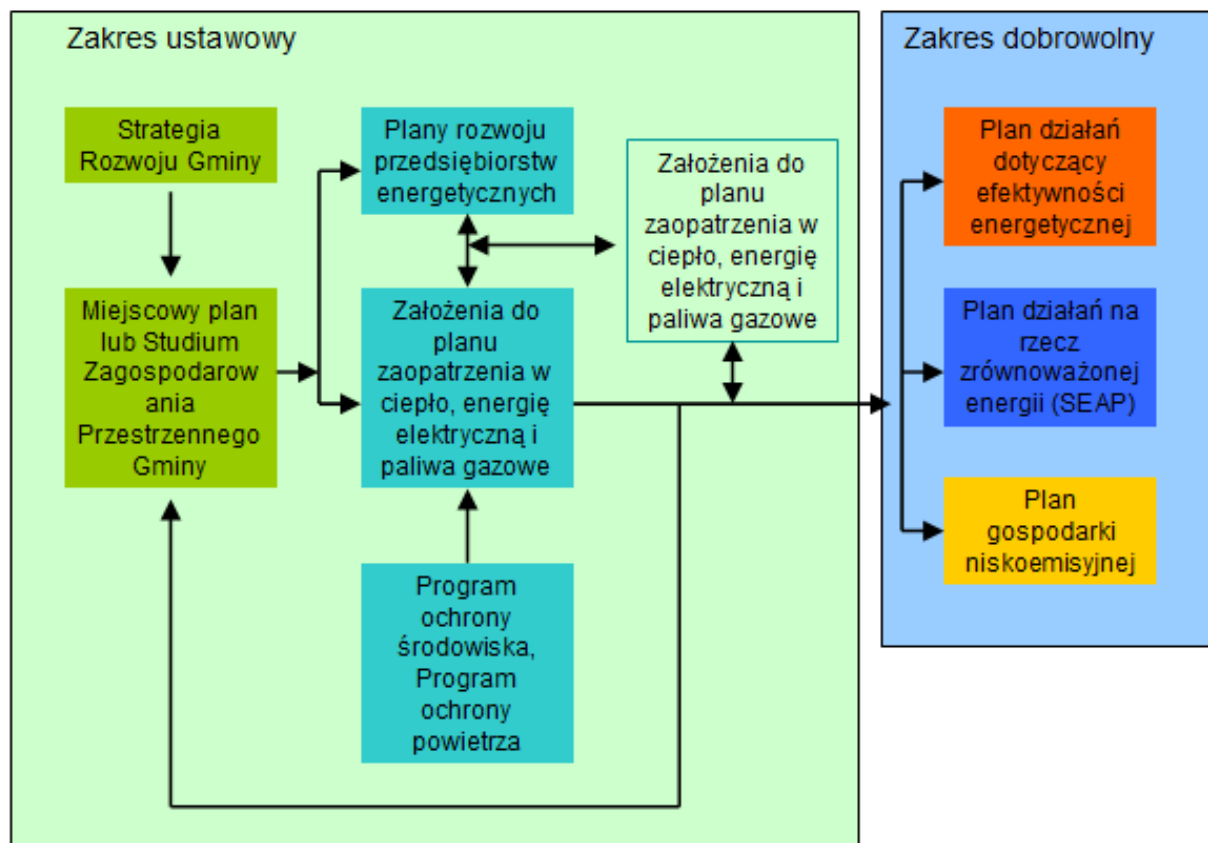 Zakres ustawowy
Strategia
Rozwoju Gminy
Miejscowy plan
lub Studium
Zagospodarow
ania
Przestrzennego
Gminy
Plany rozwoju
przedsiębiorstw
energetycznych
Założenia do
planu
zaopatrzenia w
ciepło, energię
elektryczną i
paliwa gazowe
Program
ochrony
środowiska,
Program
ochrony
powietrza
Założenia do
planu
zaopatrzenia w
ciepło, energię
elektryczną i
paliwa gazowe
Zakres dobrowolny
Plan działań
dotyczący
efektywności
energetycznej
Plan działań na
rzecz
zrównoważonej
energii (SEAP)
Plan
gospodarki
niskoemisyjnej